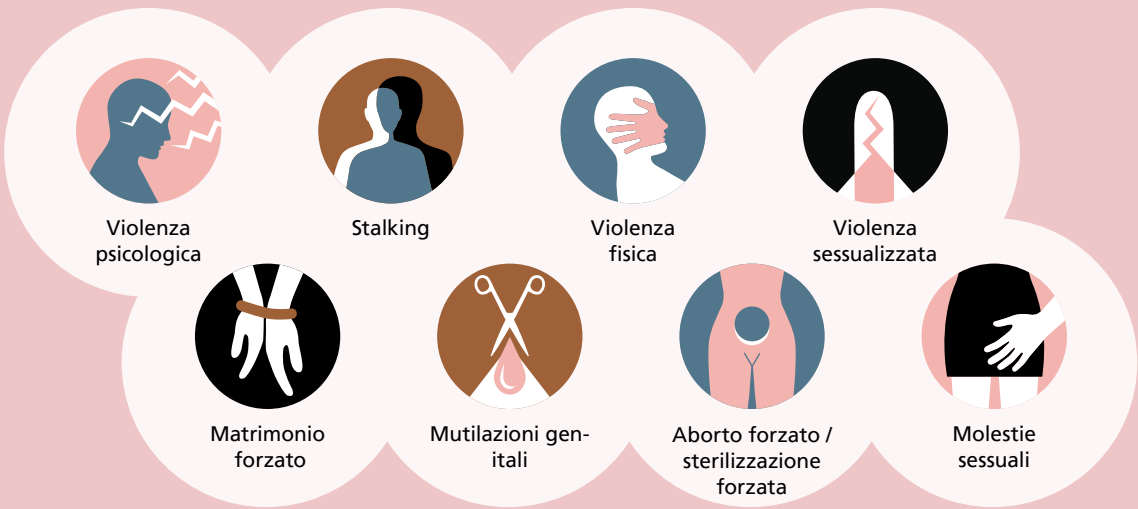 Violenza
psicologica
Stalking
Violenza
fisica
Violenza
sessualizzata
Matrimonio
forzato
Mutilazioni gen-
itali
Aborto forzato /
sterilizzazione
forzata
Molestie
sessuali